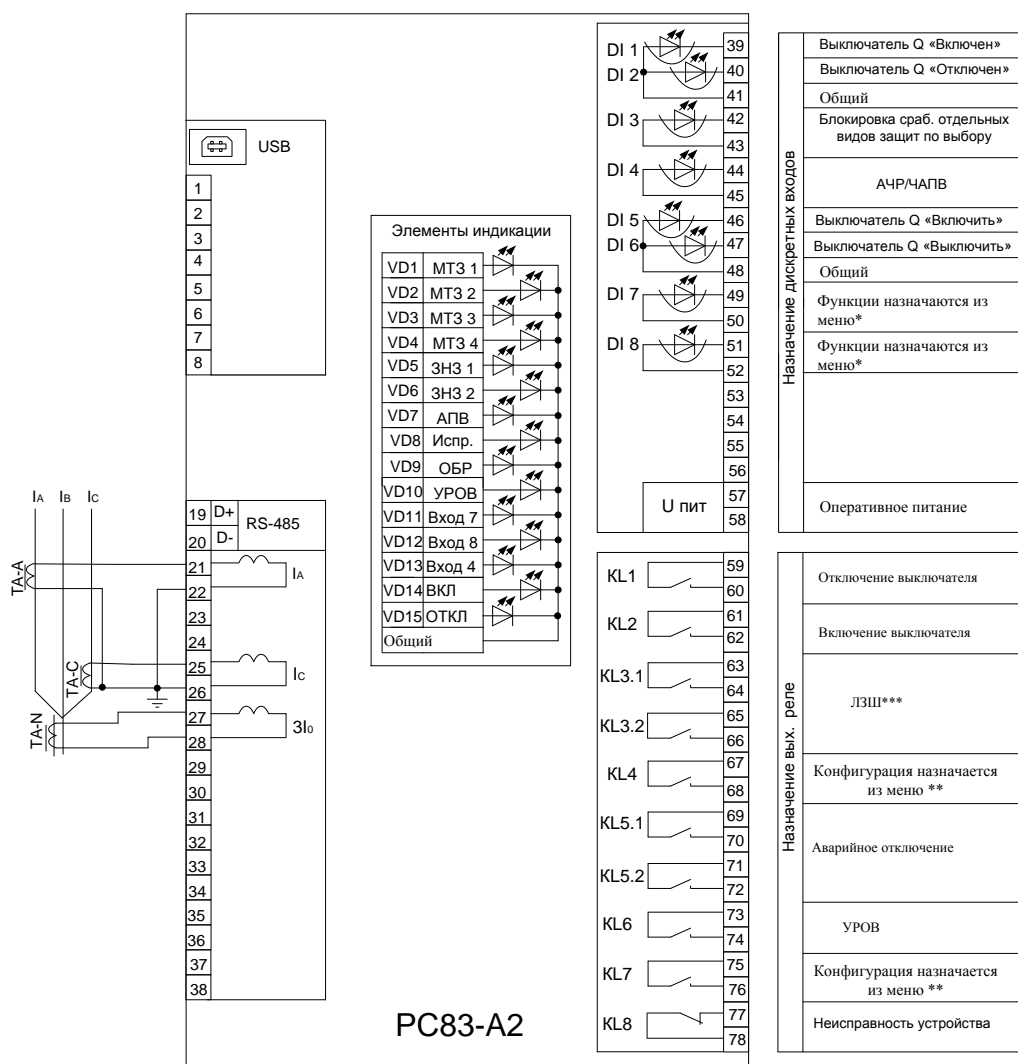 USB
1
2
3
4
5
6
7
8
IA IB IC
TA-A
TA-C
TA-N
19 D+
20 D-
RS-485
21
22
23
24
25
26
27
28
29
30
31
32
33
34
35
36
37
38
IA
IC
3I0
Элементы индикации
VD1 МТЗ 1
VD2 МТЗ 2
VD3 МТЗ 3
VD4 МТЗ 4
VD5 ЗНЗ 1
VD6 ЗНЗ 2
VD7 АПВ
VD8 Испр.
VD9 ОБР
VD10 УРОВ
VD11 Вход 7
VD12 Вход 8
VD13 Вход 4
VD14 ВКЛ
VD15 ОТКЛ
Общий
РС83-А2
DI 1
DI 2
DI 3
DI 4
DI 5
DI 6
DI 7
DI 8
39
40
41
42
43
44
45
46
47
48
49
50
51
52
53
54
55
56
57
58
U пит
Назначение дискретных входов
Выключатель Q «Включен»
Выключатель Q «Отключен»
Общий
Блокировка сраб. отдельных
видов защит по выбору
АЧР/ЧАПВ
Выключатель Q «Включить»
Выключатель Q «Выключить»
Общий
Функции назначаются из
меню*
Функции назначаются из
меню*
Оперативное питание
KL1
KL2
KL3.1
KL3.2
KL4
KL5.1
KL5.2
KL6
KL7
KL8
59
60
61
62
63
64
65
66
67
68
69
70
71
72
73
74
75
76
77
78
Назначение вых. реле
Отключение выключателя
Включение выключателя
ЛЗШ***
Конфигурация назначается
из меню **
Аварийное отключение
УРОВ
Конфигурация назначается
из меню **
Неисправность устройства